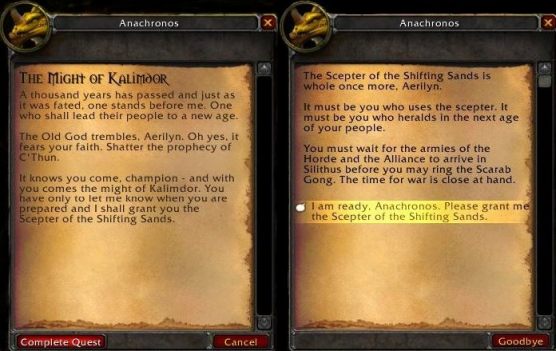 Anachronos
The Might of Kalimdor
A thousand years has passed and just as
it was fated, one stands before me. One
who shall lead their people to a new age.
The Old God trembles, Aerilyn. Oh yes, it
fears your faith. Shatter the prophecy of
C'Thun.
It knows you come, champion - and with
you comes the might of Kalimdor. You
have only to let me know when you are
prepared and I shall grant you the
Scepter of the Shifting Sands.
Complete Quest
Cancel
Anachronos
The Scepter of the Shifting Sands is
whole once more, Aerilyn.
It must be you who uses the scepter. It
must be you who heralds in the next age
of your people.
You must wait for the armies of the
Horde and the Alliance to arrive in
Silithus before you may ring the Scarab
Gong. The time for war is close at hand.
I am ready, Anachronos. Please grant me
the Scepter of the Shifting Sands.
Goodbye